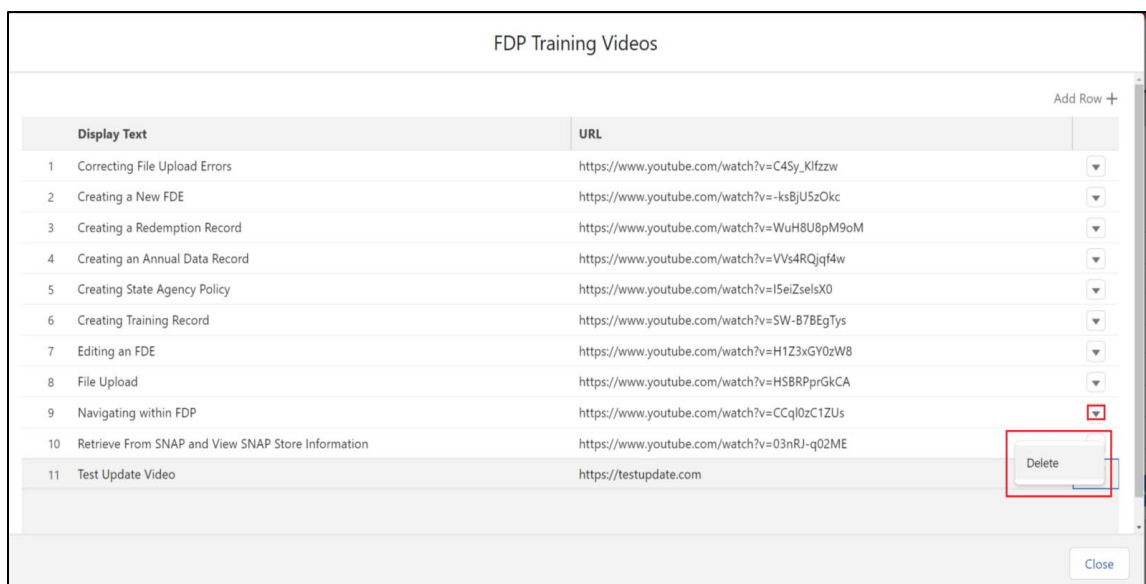 FDP Training Videos
Add Row +
Display Text URL
1 Correcting File Upload Errors https://www.youtube.com/watch?v=C4Sy_Klfzzw
2 Creating a New FDE https://www.youtube.com/watch?v=-ksBjU5zOkc
3 Creating a Redemption Record https://www.youtube.com/watch?v=WuH8U8pM9oM
4 Creating an Annual Data Record https://www.youtube.com/watch?v=VVs4RQjqf4w
5 Creating State Agency Policy https://www.youtube.com/watch?v=I5eiZselsX0
6 Creating Training Record https://www.youtube.com/watch?v=SW-B7BEgTys
7 Editing an FDE https://www.youtube.com/watch?v=H1Z3xGY0zW8
8 File Upload https://www.youtube.com/watch?v=HSBRPprGkCA
9 Navigating within FDP https://www.youtube.com/watch?v=CCql0zC1ZUs
10 Retrieve From SNAP and View SNAP Store Information https://www.youtube.com/watch?v=03nRJ-q02ME
Delete
11 Test Update Video https://testupdate.com
Close